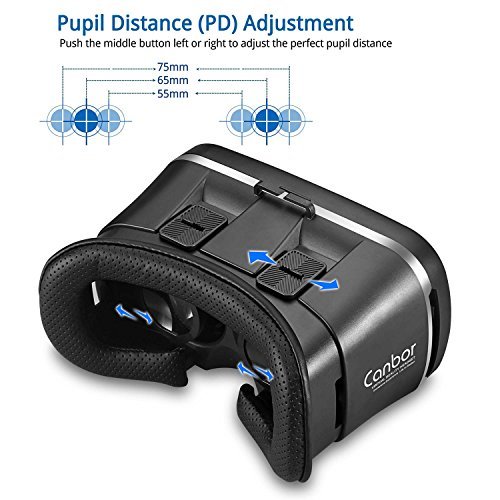 Pupil Distance (PD) Adjustment
Push the middle button left or right to adjust the perfect pupil distance
75mm
65mm
55mm
Canbor